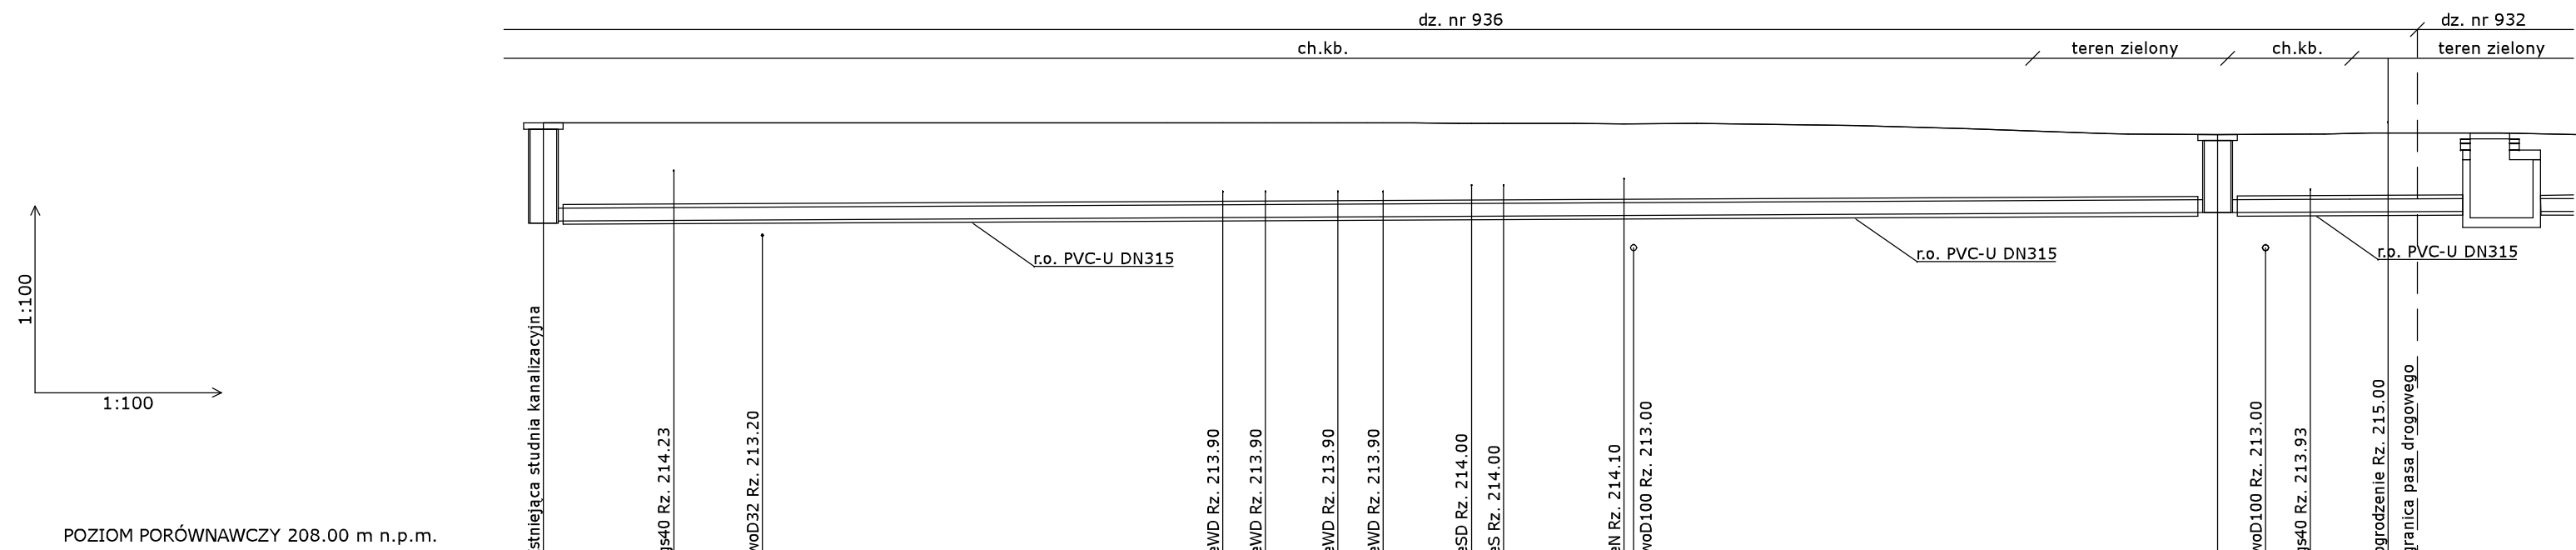 dz. nr 936
dz. nr 932
ch.kb.
teren zielony
ch.kb.
teren zielony
r.o. PVC-U DN315
r.o. PVC-U DN315
r.o. PVC-U DN315
1:100
1:100
POZIOM PORÓWNAWCZY 208.00 m n.p.m.
istniejąca studnia kanalizacyjna
gs40 Rz. 214.23
woD32 Rz. 213.20
eWD Rz. 213.90
eWD Rz. 213.90
eWD Rz. 213.90
eWD Rz. 213.90
eSD Rz. 214.00
eS Rz. 214.00
eN Rz. 214.10
woD100 Rz. 213.00
woD100 Rz. 213.00
gs40 Rz. 213.93
ogrodzenie Rz. 215.00
granica pasa drogowego